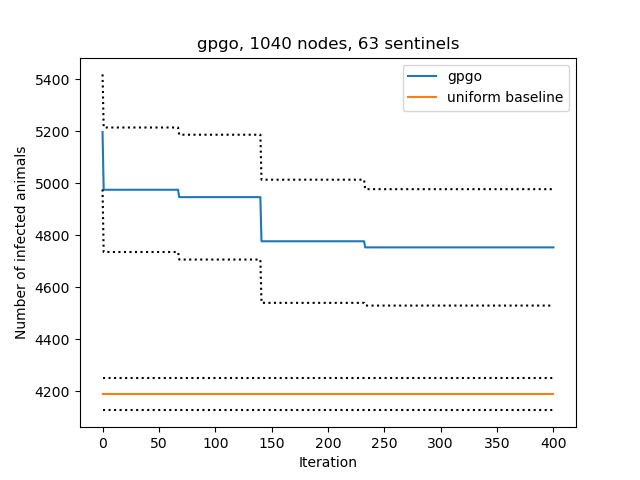 gpgo, 1040 nodes, 63 sentinels
gpgo
uniform baseline
Number of infected animals
5400
5200
5000
4800
4600
4400
4200
0 50 100 150 200 250 300 350 400
Iteration